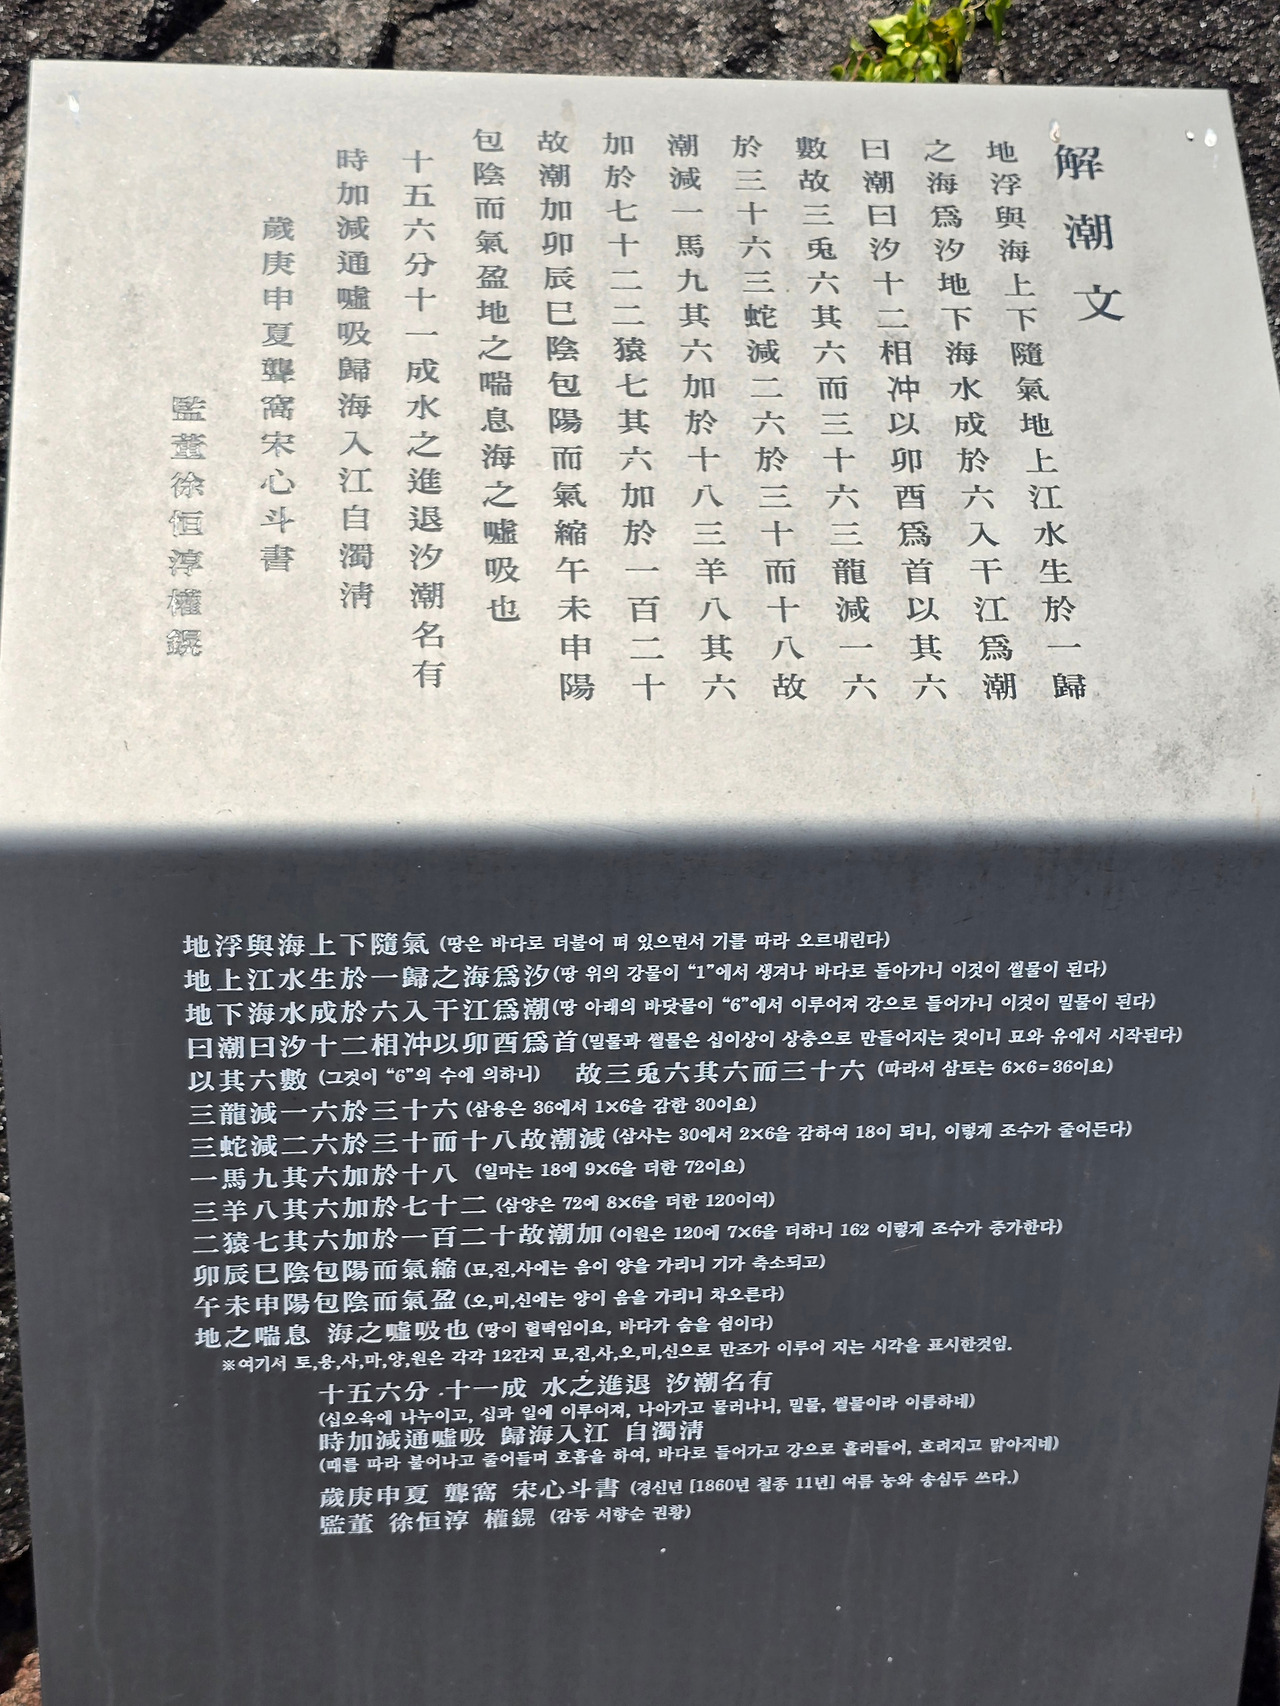 解潮文
地浮與海上下隨氣地上江水生於一歸
之海爲汐地下海水成於六入干江爲潮
曰潮曰汐十二相冲以卯酉爲首以其六
數故三兎六其六而三十六三龍減一六
於三十六三蛇減二六於三十而十八故
潮減一馬九其六加於十八三羊八其六
加於七十二二猿七其六加於一百二十
故潮加卯辰巳陰包陽而氣縮午未申陽
包陰而氣盈地之喘息海之噓吸也
十五六分十一成水之進退汐潮名有
時加減通噓吸歸海入江自濁淸
歲庚申夏聾窩宋心斗書
監董徐恒淳權鎤
地浮與海上下隨氣 (땅은 바다로 더불어 떠 있으면서 기를 따라 오르내린다)
地上江水生於一歸之海爲汐(땅 위의 강물이 “1”에서 생겨나 바다로 돌아가니 이것이 썰물이 된다)
地下海水成於六入干江爲潮(땅 아래의 바닷물이 “6”에서 이루어져 강으로 들어가니 이것이 밀물이 된다)
曰潮曰汐十二相冲以卯酉爲首(밀물과 썰물은 십이상이 상충으로 만들어지는 것이니 묘와 유에서 시작된다)
以其六數 (그것이 “6”의 수에 의하니) 故三兎六其六而三十六 (따라서 삼토는 6×6=36이요)
三龍減一六於三十六 (삼용은 36에서 1×6을 감한 30이요)
三蛇減二六於三十而十八故潮減 (삼사는 30에서 2×6을 감하여 18이 되니, 이렇게 조수가 줄어든다)
一馬九其六加於十八 (일마는 18에 9×6을 더한 72이요)
三羊八其六加於七十二 (삼양은 72에 8×6을 더한 120이여)
二猿七其六加於一百二十故潮加 (이원은 120에 7×6을 더하니 162 이렇게 조수가 증가한다)
卯辰巳陰包陽而氣縮 (묘,진,사에는 음이 양을 가리니 기가 축소되고)
午未申陽包陰而氣盈 (오,미,신에는 양이 음을 가리니 차오른다)
地之喘息 海之噓吸也 (땅이 헐떡임이요, 바다가 숨을 쉼이다)
※여기서 토,용,사,마,양,원은 각각 12간지 묘,진,사,오,미,신으로 만조가 이루어 지는 시각을 표시한것임.
十五六分 十一成 水之進退 汐潮名有
(십오육에 나누이고, 십과 일에 이루어져, 나아가고 물러나니, 밀물, 썰물이라 이름하네)
時加減通噓吸 歸海入江 自濁淸
(때를 따라 불어나고 줄어들며 호흡을 하여, 바다로 들어가고 강으로 흘러들어, 흐려지고 맑아지네)
歲庚申夏 聾窩 宋心斗書 (경신년 [1860년 철종 11년] 여름 농와 송심두 쓰다.)
監董 徐恒淳 權鎤 (감동 서항순 권황)